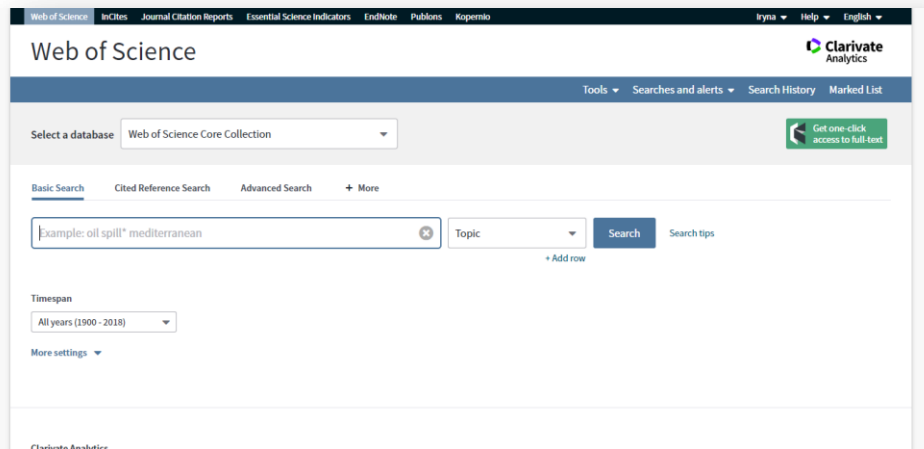 Web of Science InCites Journal Citation Reports Essential Science Indicators EndNote Publons Kopernio Iryna Help English
Web of Science
Clarivate
Analytics
Tools Searches and alerts Search History Marked List
Select a database Web of Science Core Collection
Get one-click
access to full-text
Basic Search Cited Reference Search Advanced Search + More
Example: oil spill* mediterranean Topic Search Search tips
+ Add row
Timespan
All years (1900 - 2018)
More settings
Clarivate Analytics